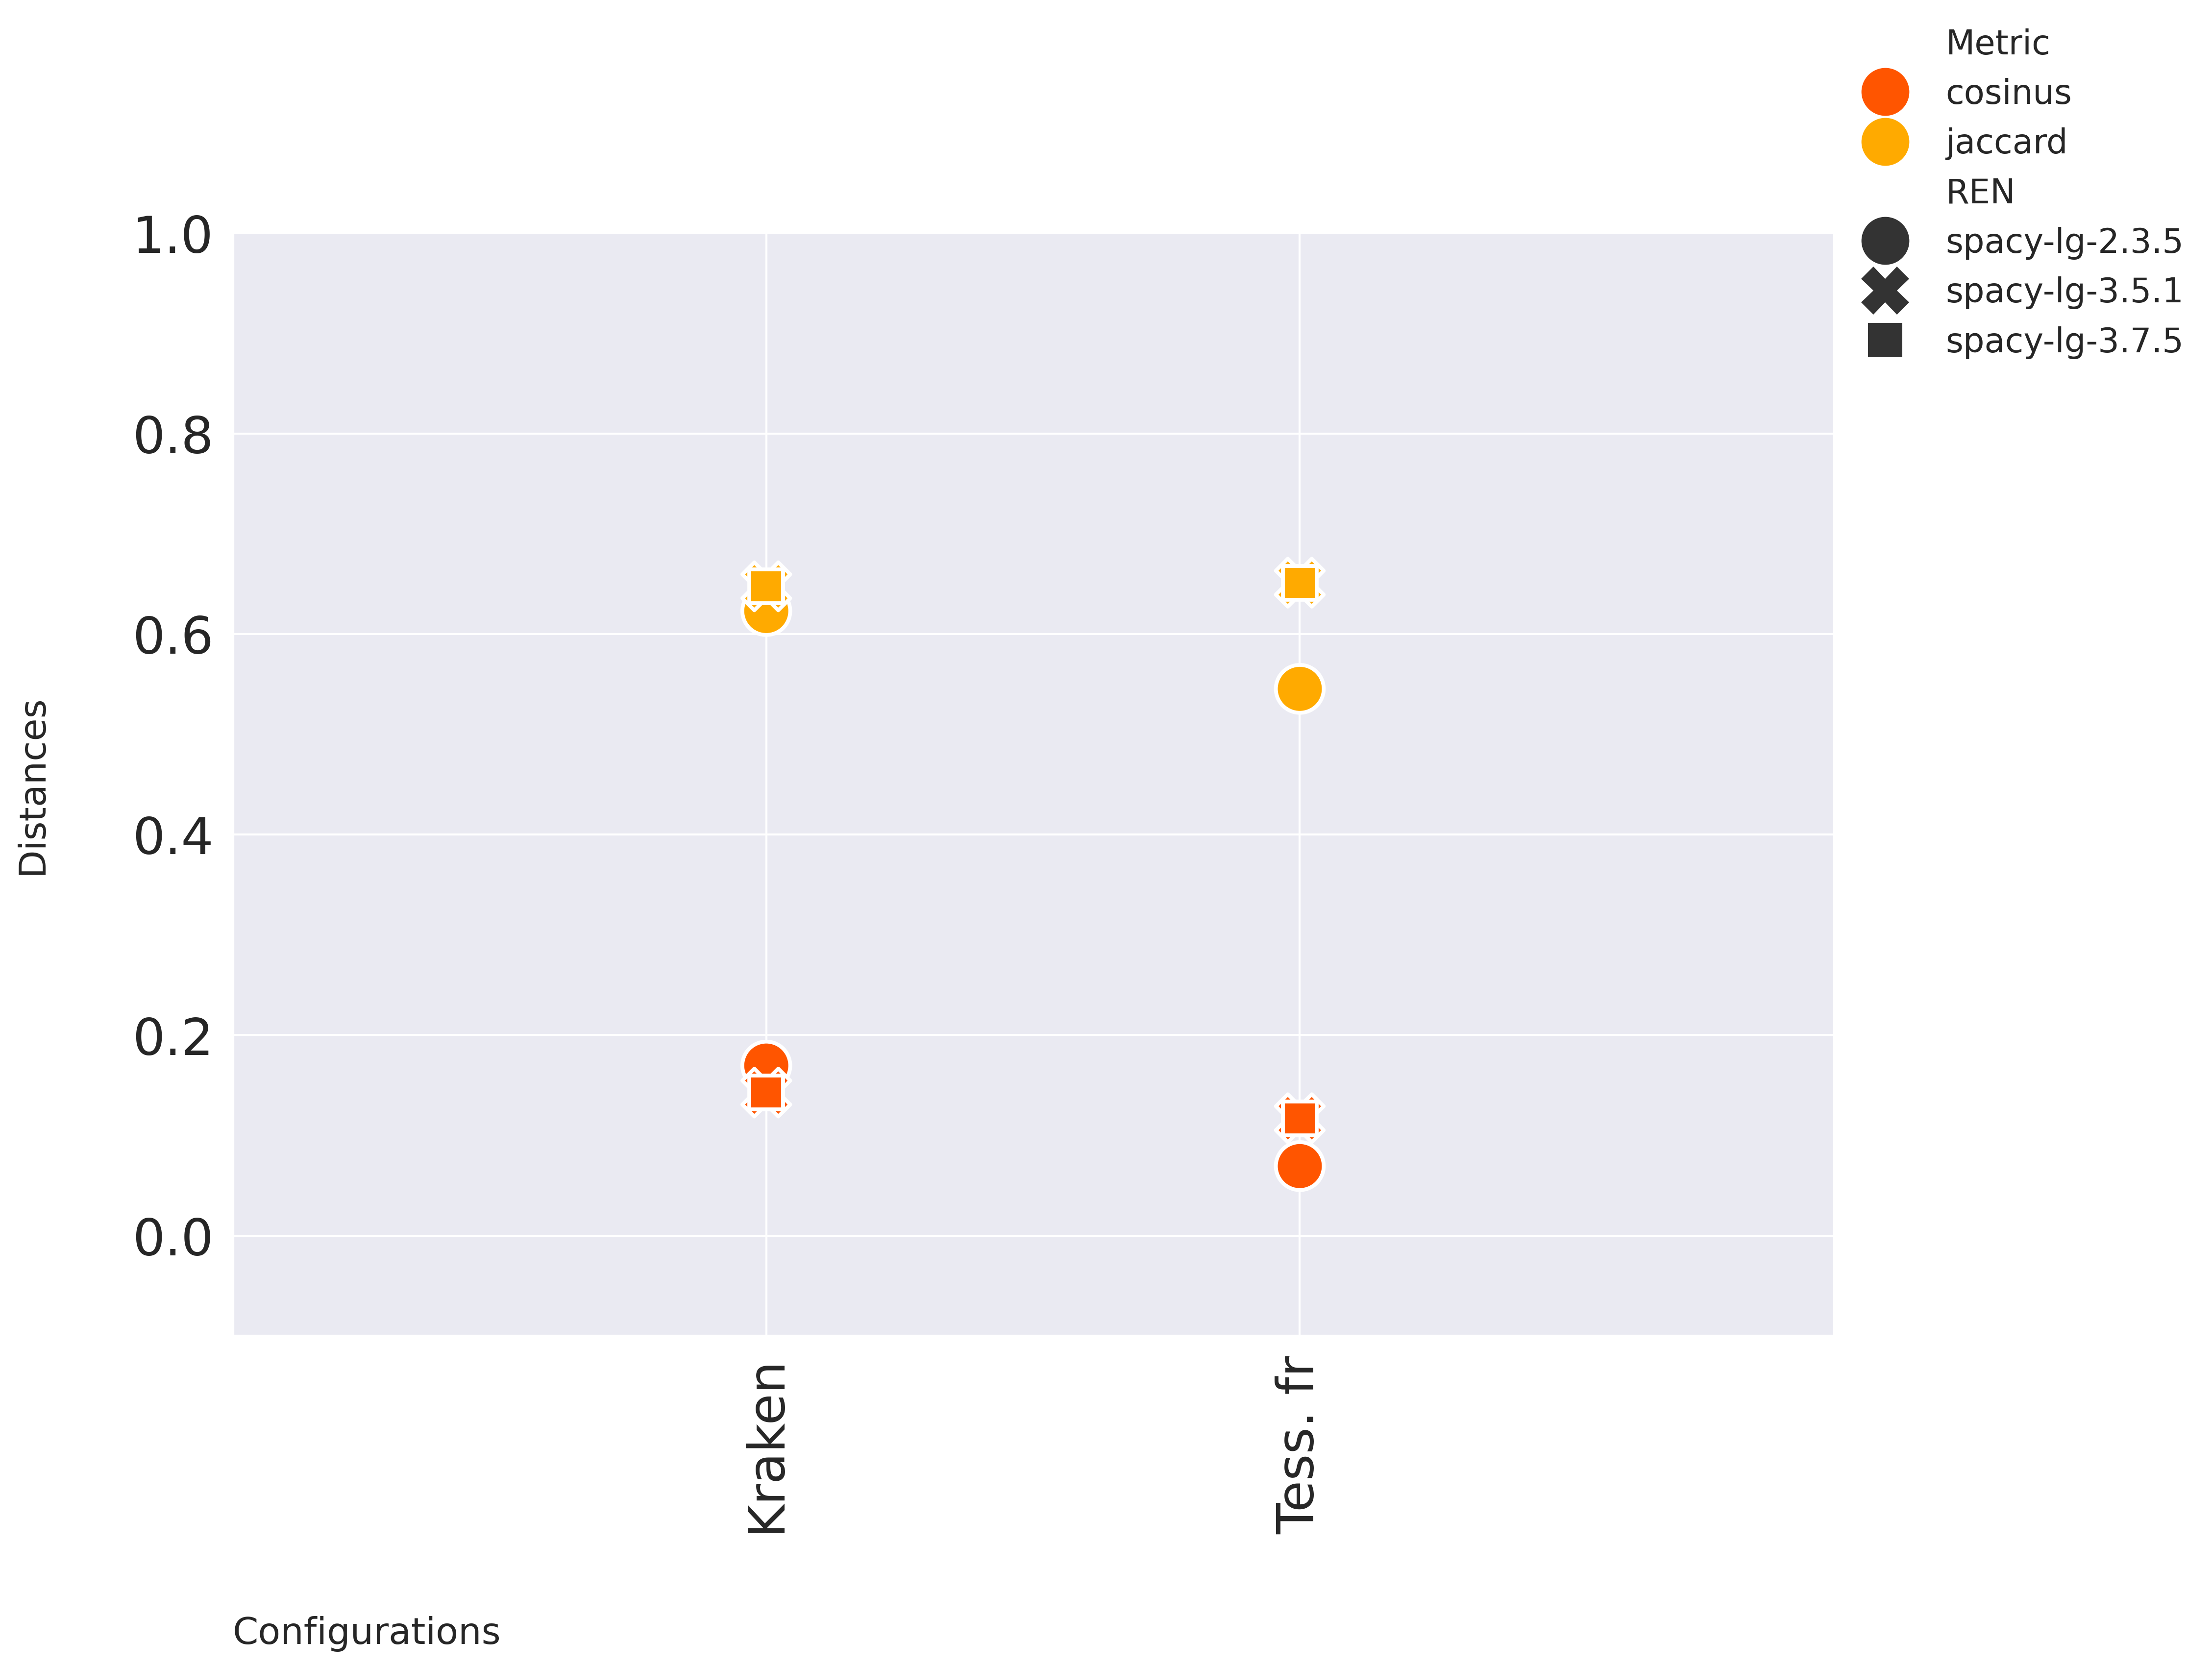 Metric
cosinus
jaccard
REN
spacy-lg-2.3.5
spacy-lg-3.5.1
spacy-lg-3.7.5
1.0
0.8
0.6
0.4
0.2
0.0
Distances
Kraken
Tess. fr
Configurations